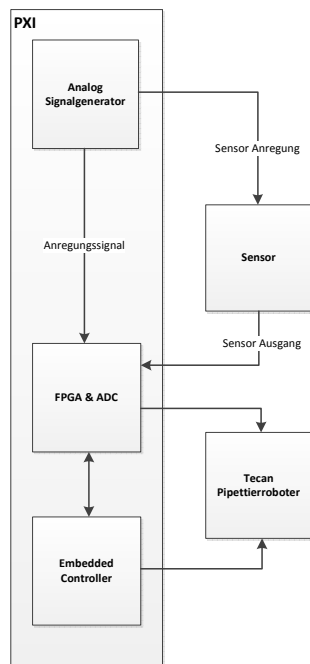 PXI
Analog
Signalgenerator
Sensor Anregung
Anregungssignal
Sensor
Sensor Ausgang
FPGA & ADC
Tecan
Pipettierroboter
Embedded
Controller